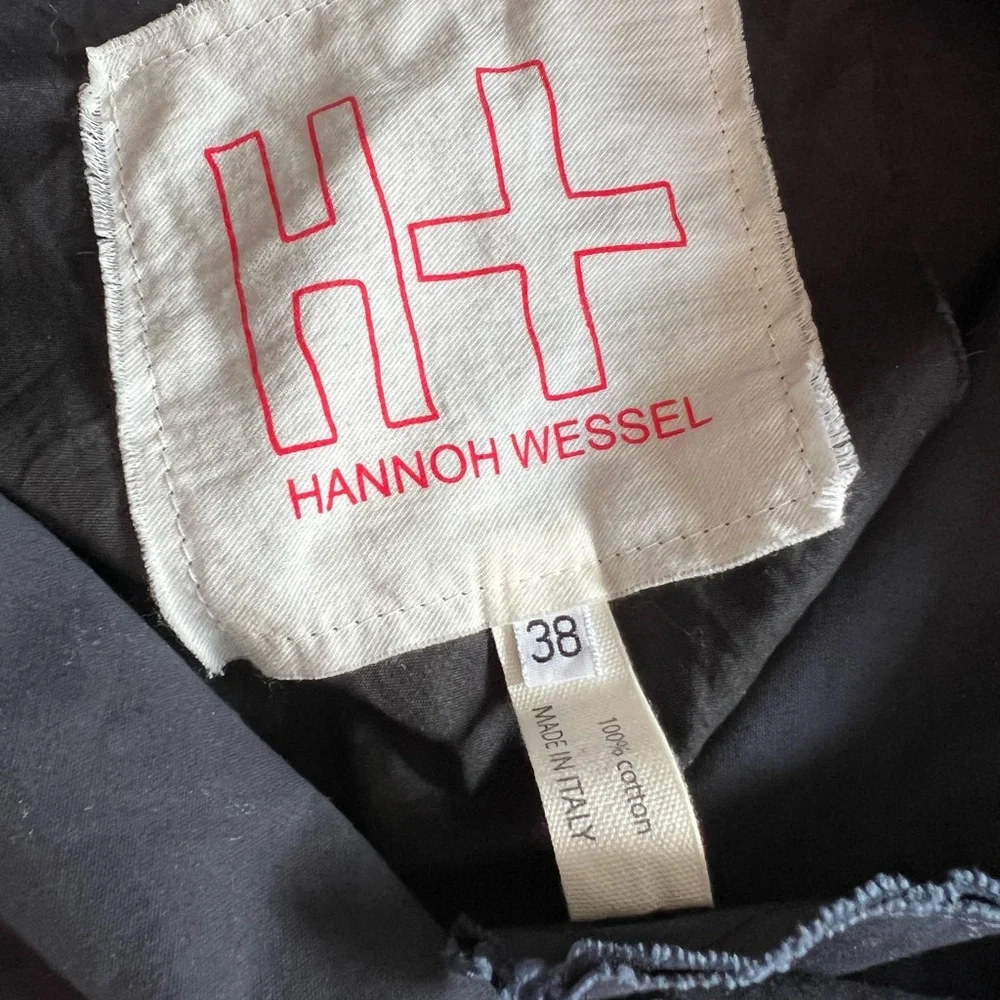 H+
HANNOH WESSEL
38
100% cotton
MADE IN ITALY